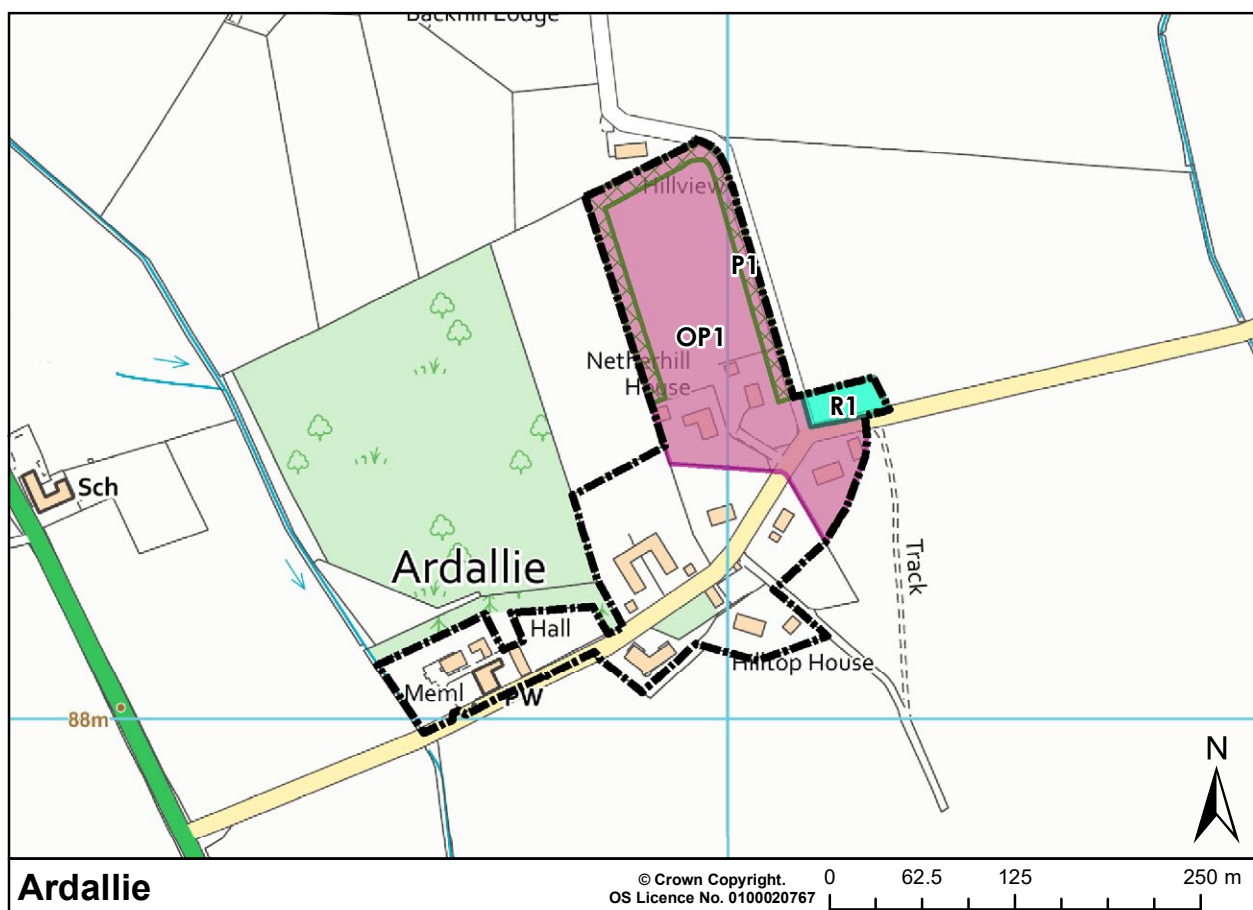 Backhill Lodge
Hillview
P1
OP1
Netherhill
House
R1
Sch
Ardallie
Track
Hall
Hilltop House
Meml
PW
88m
N
Ardallie
© Crown Copyright.
OS Licence No. 0100020767
0 62.5 125 250 m